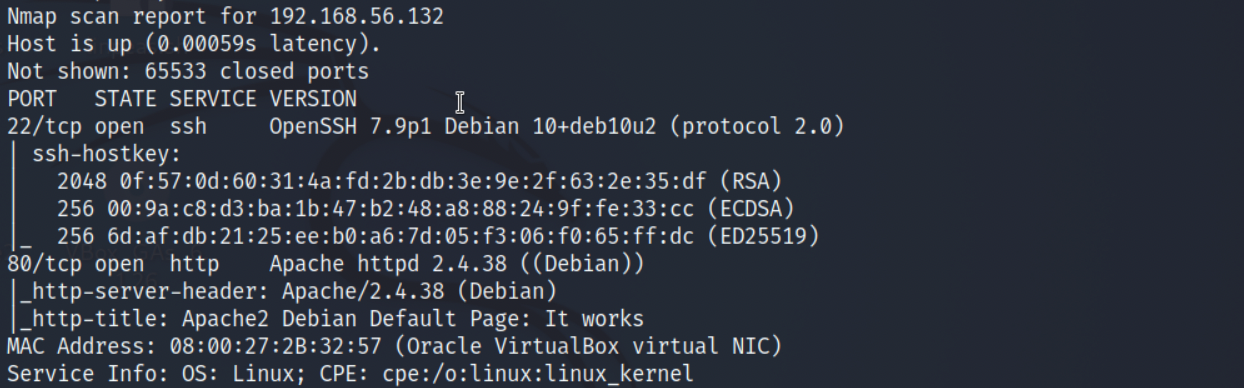 Nmap scan report for 192.168.56.132
Host is up (0.00059s latency).
Not shown: 65533 closed ports
PORT   STATE SERVICE VERSION
22/tcp open  ssh     OpenSSH 7.9p1 Debian 10+deb10u2 (protocol 2.0)
| ssh-hostkey:
|   2048 0f:57:0d:60:31:4a:fd:2b:db:3e:9e:2f:63:2e:35:df (RSA)
|   256 00:9a:c8:d3:ba:1b:47:b2:48:a8:88:24:9f:fe:33:cc (ECDSA)
|_  256 6d:af:db:21:25:ee:b0:a6:7d:05:f3:06:f0:65:ff:dc (ED25519)
80/tcp open  http    Apache httpd 2.4.38 ((Debian))
|_http-server-header: Apache/2.4.38 (Debian)
|_http-title: Apache2 Debian Default Page: It works
MAC Address: 08:00:27:2B:32:57 (Oracle VirtualBox virtual NIC)
Service Info: OS: Linux; CPE: cpe:/o:linux:linux_kernel